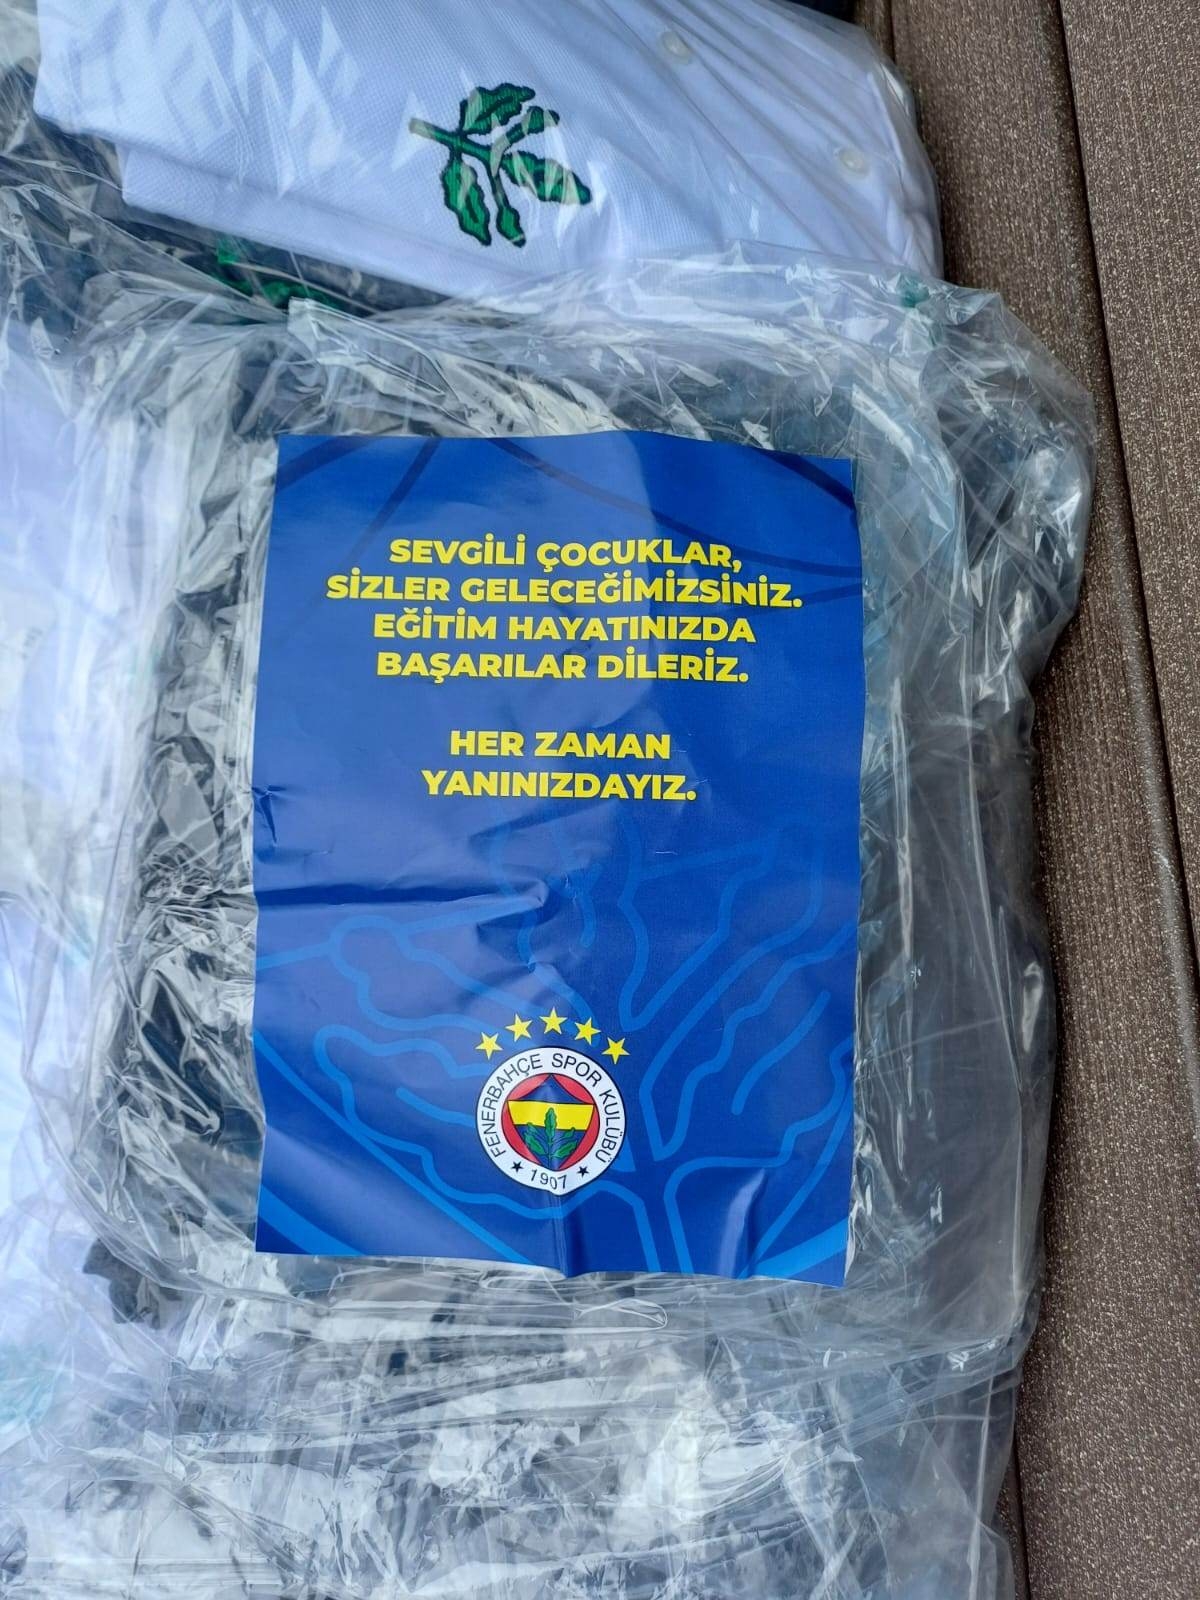 SEVGİLİ ÇOCUKLAR,
SİZLER GELECEĞİMİZSİNİZ.
EĞİTİM HAYATINIZDA
BAŞARILAR DİLERİZ.
HER ZAMAN
YANINIZDAYIZ.
FENERBAHÇE SPOR KULÜBÜ
★ 1907 ★